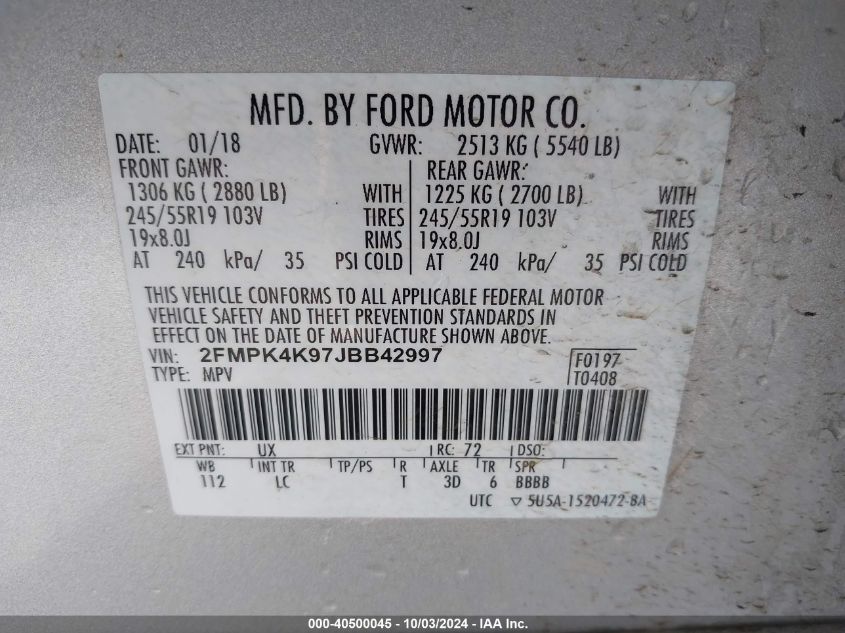 MFD. BY FORD MOTOR CO.
DATE: 01/18 GVWR: 2513 KG ( 5540 LB)
FRONT GAWR: REAR GAWR:
1306 KG ( 2880 LB) WITH 1225 KG ( 2700 LB) WITH
245/55R19 103V TIRES 245/55R19 103V TIRES
19x8.0J RIMS 19x8.0J RIMS
AT 240 kPa/ 35 PSI COLD AT 240 kPa/ 35 PSI COLD
THIS VEHICLE CONFORMS TO ALL APPLICABLE FEDERAL MOTOR
VEHICLE SAFETY AND THEFT PREVENTION STANDARDS IN
EFFECT ON THE DATE OF MANUFACTURE SHOWN ABOVE.
VIN: 2FMPK4K97JBB42997 F0197
TYPE: MPV T0408
EXT PNT: UX RC: 72 DSO:
WB INT TR TP/PS R AXLE TR SPR
112 LC T 3D 6 BBBB
UTC ▽ 5U5A-1520472-BA
000-40500045 - 10/03/2024 - IAA Inc.